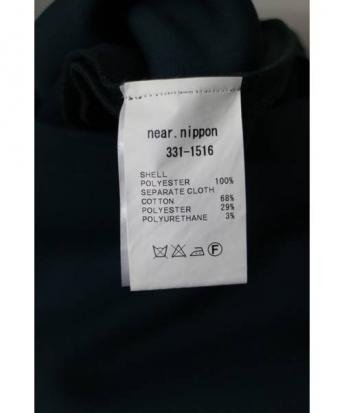 near.nippon
331-1516
SHELL
POLYESTER 100%
SEPARATE CLOTH
COTTON 68%
POLYESTER 29%
POLYURETHANE 3%
F